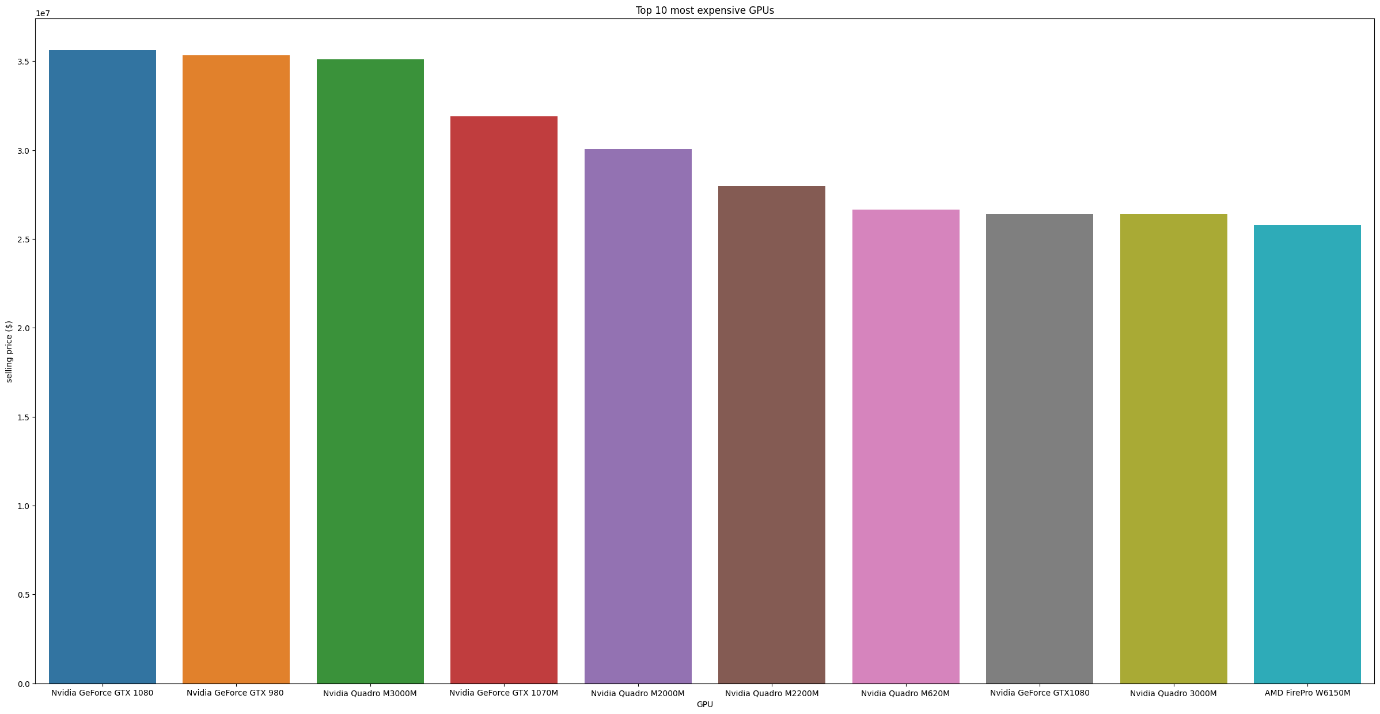 Top 10 most expensive GPUs
1e7
3.5
3.0
2.5
2.0
1.5
1.0
0.5
0.0
selling price ($)
Nvidia GeForce GTX 1080 Nvidia GeForce GTX 980 Nvidia Quadro M3000M Nvidia GeForce GTX 1070M Nvidia Quadro M2000M Nvidia Quadro M2200M Nvidia Quadro M620M Nvidia GeForce GTX1080 Nvidia Quadro 3000M AMD FirePro W6150M
GPU